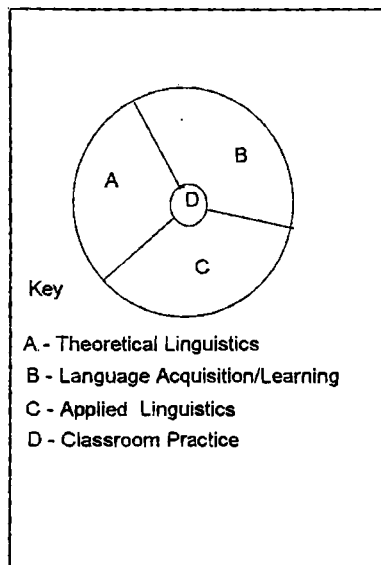 A
B
D
C
Key
A. - Theoretical Linguistics
B - Language Acquisition/Learning
C - Applied Linguistics
D - Classroom Practice